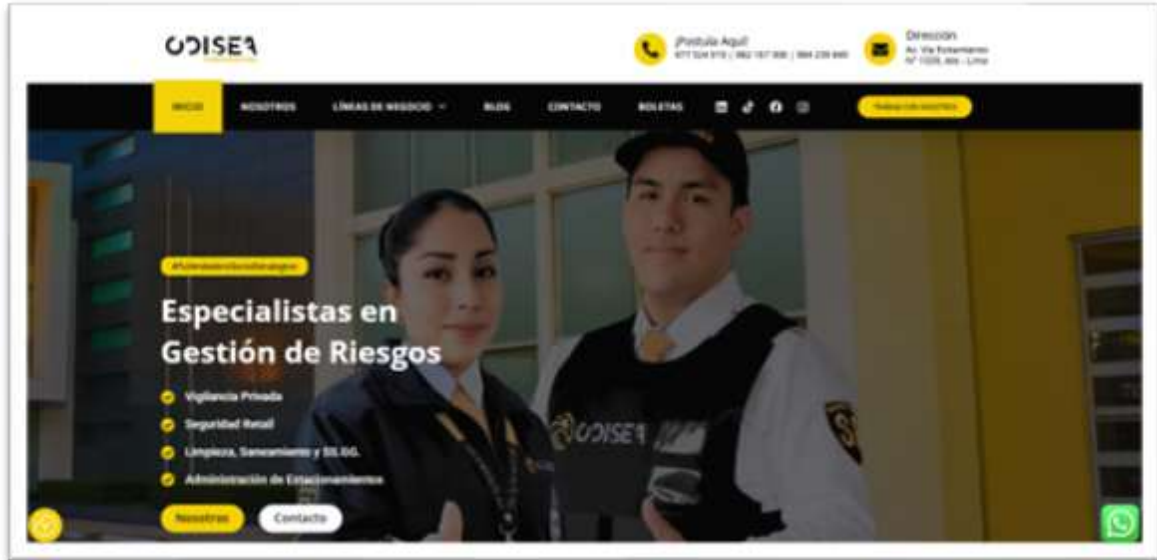 ODISEA
¡Postula Aquí!
Dirección
INICIO NOSOTROS LÍNEAS DE NEGOCIO BLOG CONTACTO BOLETAS
Especialistas en
Gestión de Riesgos
Vigilancia Privada
Seguridad Retail
Limpieza, Saneamiento y SS.GG.
Administración de Estacionamientos
ODISEA
Nosotros Contacto